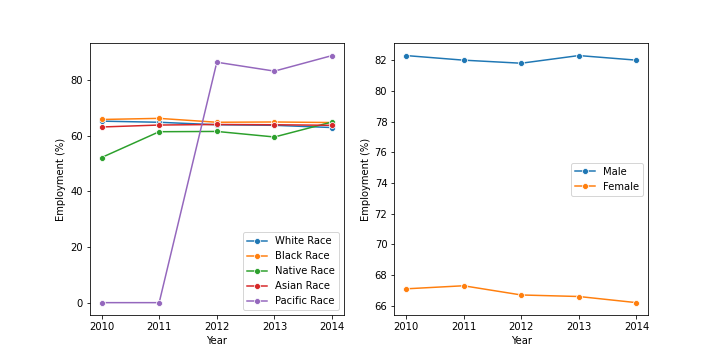 Employment (%)
80
60
40
20
0
2010 2011 2012 2013 2014
Year
White Race
Black Race
Native Race
Asian Race
Pacific Race
Employment (%)
82
80
78
76
74
72
70
68
66
2010 2011 2012 2013 2014
Year
Male
Female